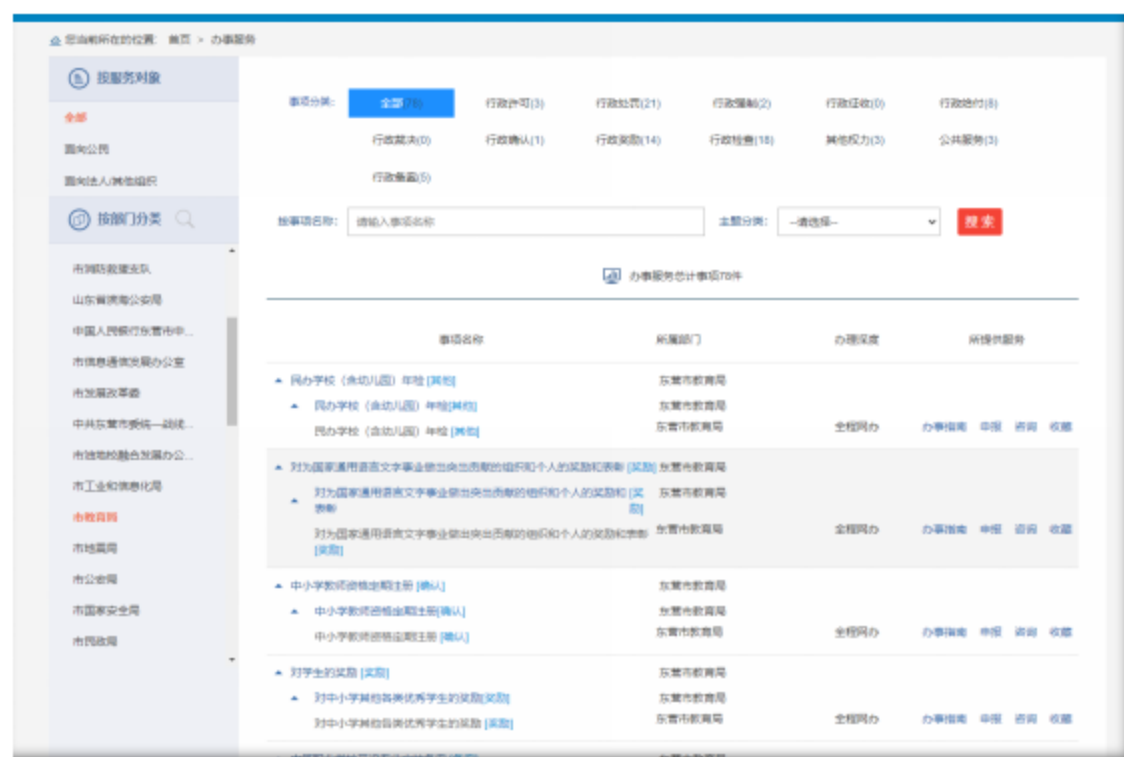 您当前所在的位置: 首页 > 办事服务
按服务对象
全部
面向公民
面向法人/其他组织
按部门分类
市消防救援支队
山东省滨海公安局
中国人民银行东营市中...
市信息通信发展办公室
市发展改革委
中共东营市委统一战线...
市油地校融合发展办公...
市工业和信息化局
市教育局
市地震局
市公安局
市国家安全局
市民政局
事项分类: 全部(78) 行政许可(3) 行政处罚(21) 行政强制(2) 行政征收(0) 行政给付(8)
行政裁决(0) 行政确认(1) 行政奖励(14) 行政检查(18) 其他权力(3) 公共服务(3)
行政备案(5)
按事项名称: 请输入事项名称 主题分类: --请选择-- 搜索
办事服务总计事项78件
事项名称 所属部门 办理深度 所提供服务
民办学校（含幼儿园）年检 [其他] 东营市教育局
民办学校（含幼儿园）年检[其他] 东营市教育局
民办学校（含幼儿园）年检 [其他] 东营市教育局 全程网办 办事指南 申报 咨询 收藏
对为国家通用语言文字事业做出突出贡献的组织和个人的奖励和表彰 [奖励] 东营市教育局
对为国家通用语言文字事业做出突出贡献的组织和个人的奖励和 [奖 东营市教育局
表彰 励]
对为国家通用语言文字事业做出突出贡献的组织和个人的奖励和表彰 东营市教育局 全程网办 办事指南 申报 咨询 收藏
[奖励]
中小学教师资格定期注册 [确认] 东营市教育局
中小学教师资格定期注册[确认] 东营市教育局
中小学教师资格定期注册 [确认] 东营市教育局 全程网办 办事指南 申报 咨询 收藏
对学生的奖励 [奖励] 东营市教育局
对中小学其他各类优秀学生的奖励[奖励] 东营市教育局
对中小学其他各类优秀学生的奖励 [奖励] 东营市教育局 全程网办 办事指南 申报 咨询 收藏